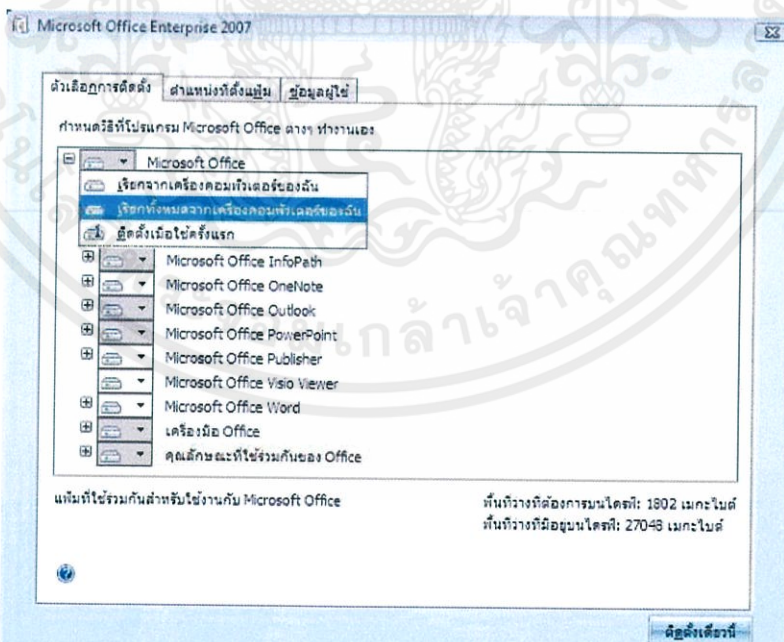 Microsoft Office Enterprise 2007
ตัวเลือกการติดตั้ง ตำแหน่งที่ตั้งแฟ้ม ข้อมูลผู้ใช้
กำหนดวิธีที่โปรแกรม Microsoft Office ต่างๆ ทำงานเอง
Microsoft Office
เรียกจากเครื่องคอมพิวเตอร์ของฉัน
เรียกทั้งหมดจากเครื่องคอมพิวเตอร์ของฉัน
ติดตั้งเมื่อใช้ครั้งแรก
Microsoft Office InfoPath
Microsoft Office OneNote
Microsoft Office Outlook
Microsoft Office PowerPoint
Microsoft Office Publisher
Microsoft Office Visio Viewer
Microsoft Office Word
เครื่องมือ Office
คุณลักษณะที่ใช้ร่วมกันของ Office
แฟ้มที่ใช้ร่วมกันสำหรับใช้งานกับ Microsoft Office
พื้นที่ว่างที่ต้องการบนไดรฟ์: 1802 เมกะไบต์
พื้นที่ว่างที่มีอยู่บนไดรฟ์: 27048 เมกะไบต์
ติดตั้งเดี๋ยวนี้